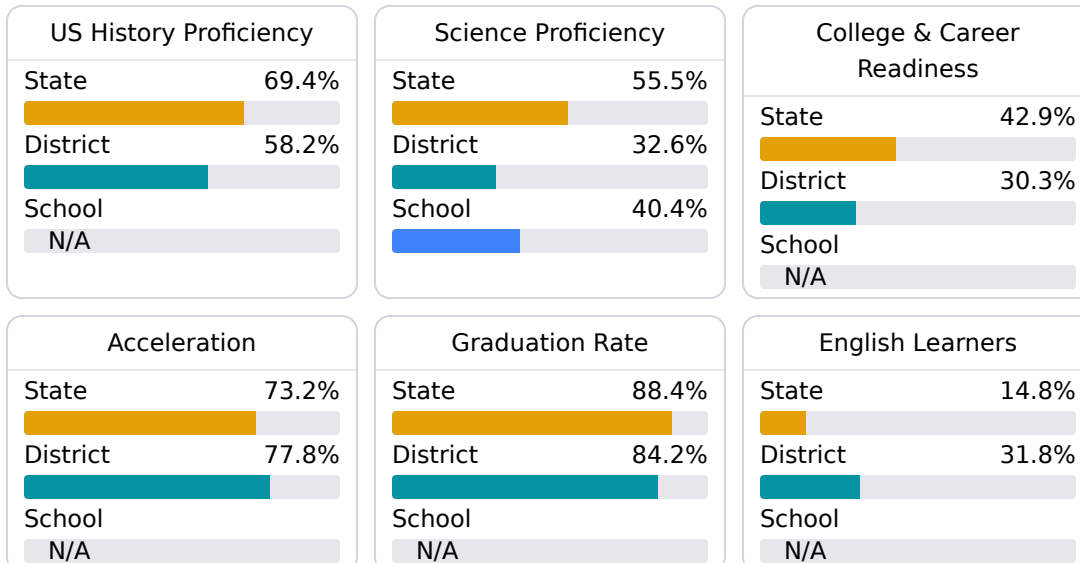 US History Proficiency
State 69.4%
District 58.2%
School
N/A
Science Proficiency
State 55.5%
District 32.6%
School 40.4%
College & Career
Readiness
State 42.9%
District 30.3%
School
N/A
Acceleration
State 73.2%
District 77.8%
School
N/A
Graduation Rate
State 88.4%
District 84.2%
School
N/A
English Learners
State 14.8%
District 31.8%
School
N/A